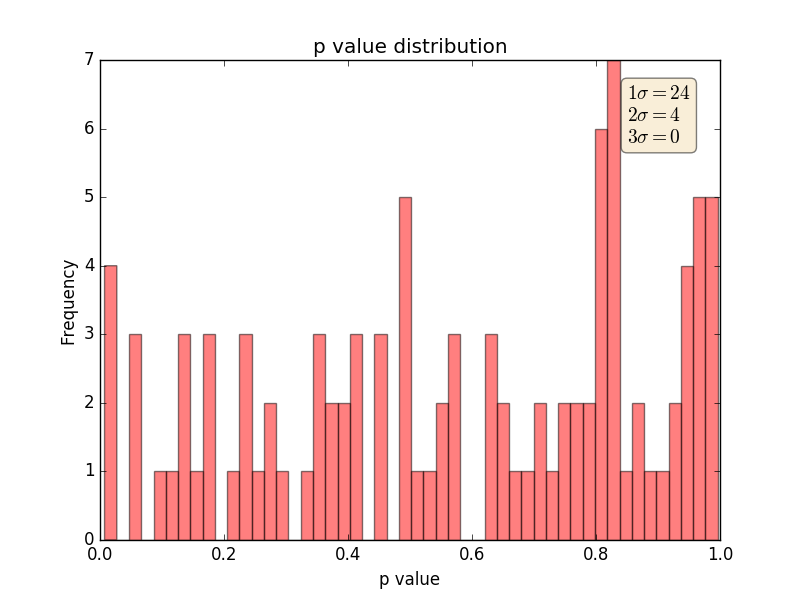 p value distribution
7
6
5
4
3
2
1
0
Frequency
1σ = 24
2σ = 4
3σ = 0
0.0 0.2 0.4 0.6 0.8 1.0
p value